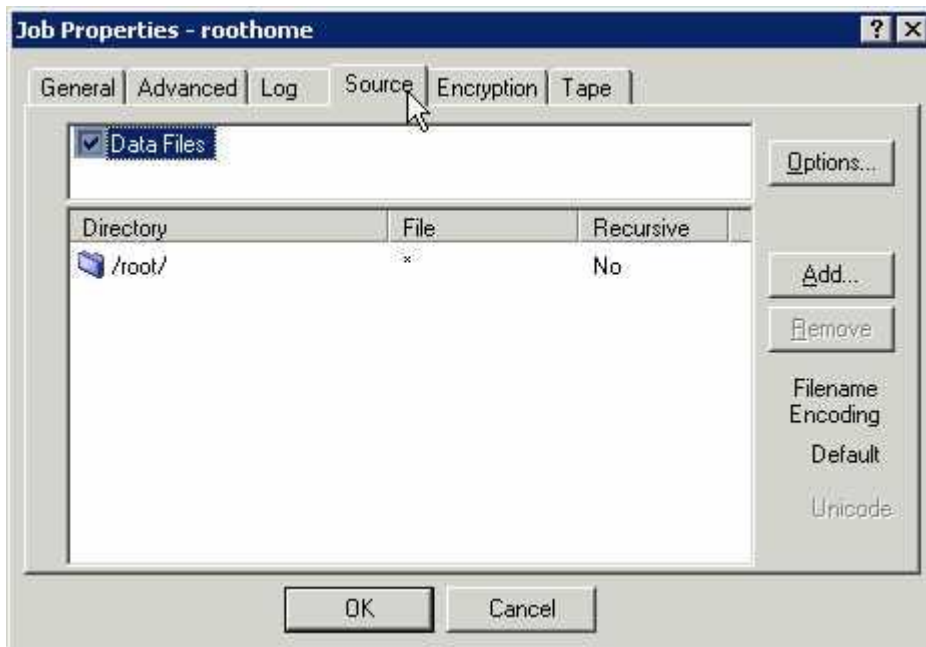 Job Properties - roothome
General Advanced Log Source Encryption Tape
Data Files
Options...
Directory File Recursive
/root/ * No
Add...
Remove
Filename
Encoding
Default
Unicode
OK Cancel